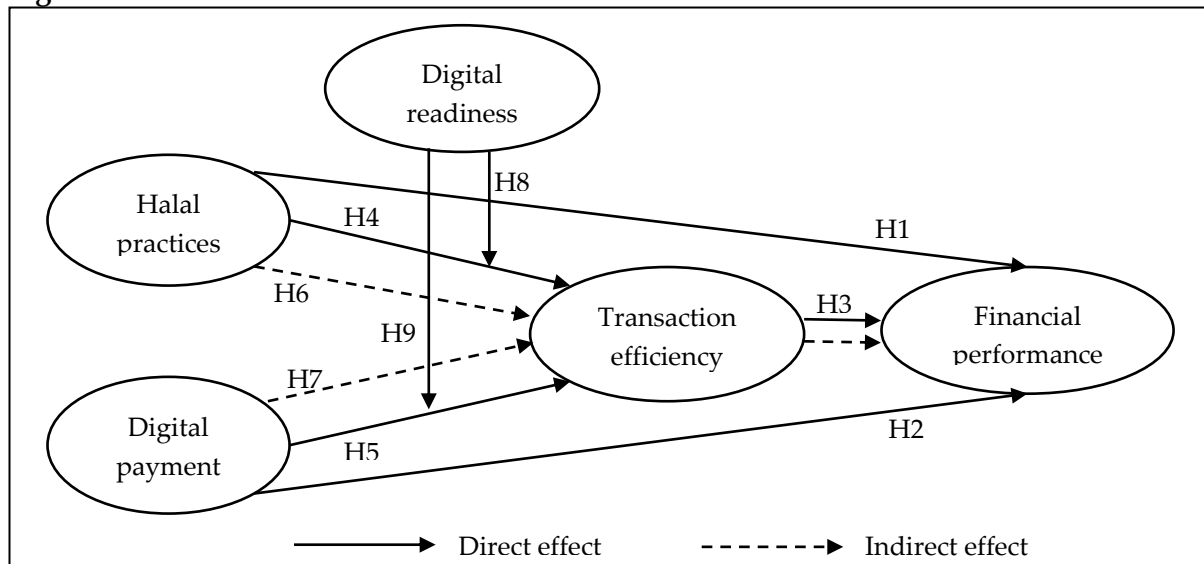 Digital
readiness
H8
Halal
practices
H4
H1
H6
Transaction
efficiency
H3
Financial
performance
H9
H7
Digital
payment
H5
H2
Direct effect
Indirect effect